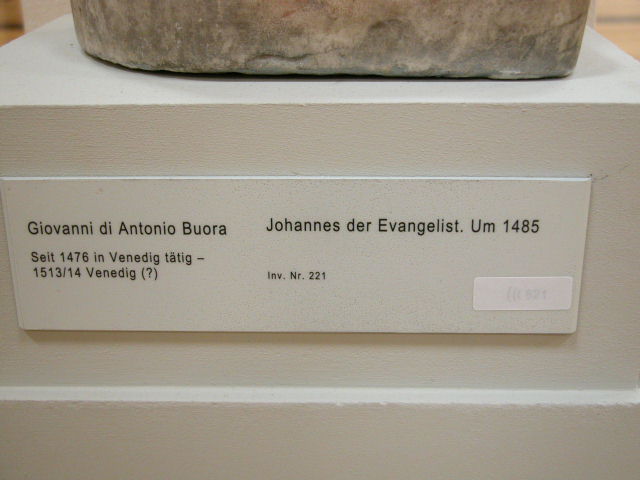 Giovanni di Antonio Buora
Seit 1476 in Venedig tätig –
1513/14 Venedig (?)
Johannes der Evangelist. Um 1485
Inv. Nr. 221
621